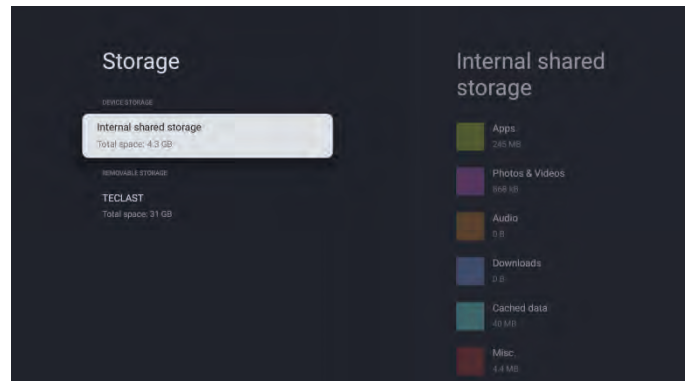 Storage
DEVICE STORAGE
Internal shared storage
Total space: 4.3 GB
REMOVABLE STORAGE
TECLAST
Total space: 31 GB
Internal shared
storage
Apps
245 MB
Photos & Videos
868 kB
Audio
0 B
Downloads
0 B
Cached data
48 MB
Misc.
4.4 MB